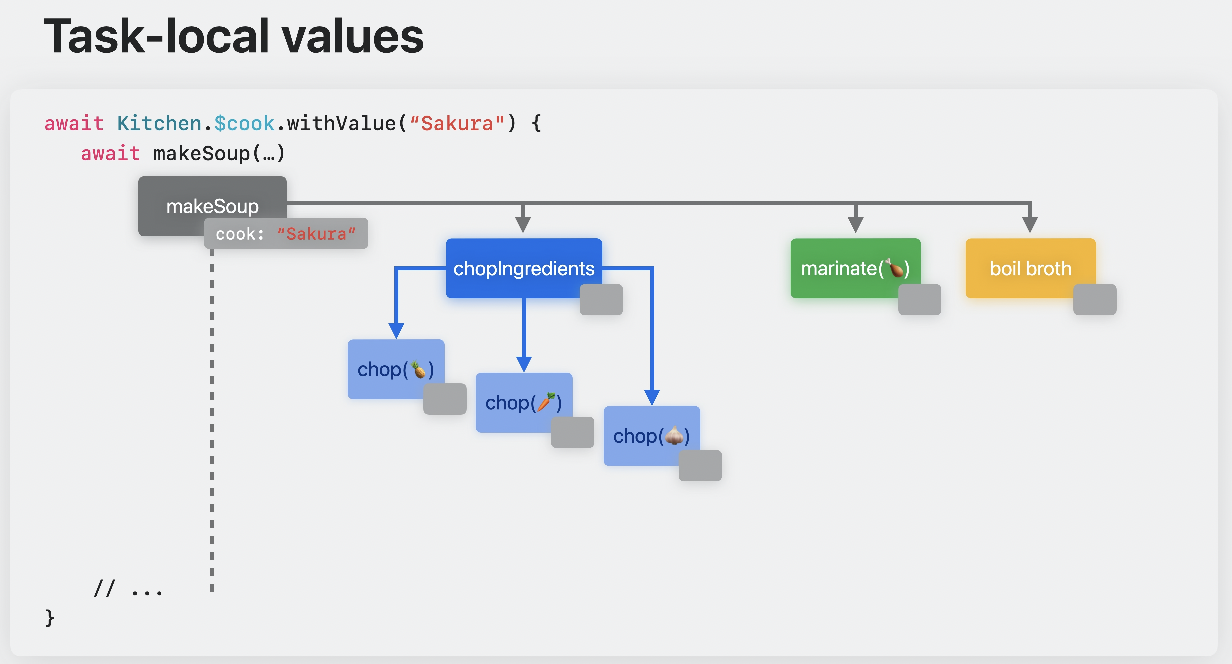 Task-local values
await Kitchen.$cook.withValue(“Sakura") {
await makeSoup(…)
makeSoup
cook: ”Sakura”
chopIngredients
marinate(🍗)
boil broth
chop(🍍)
chop(🥕)
chop(🧄)
// ...
}